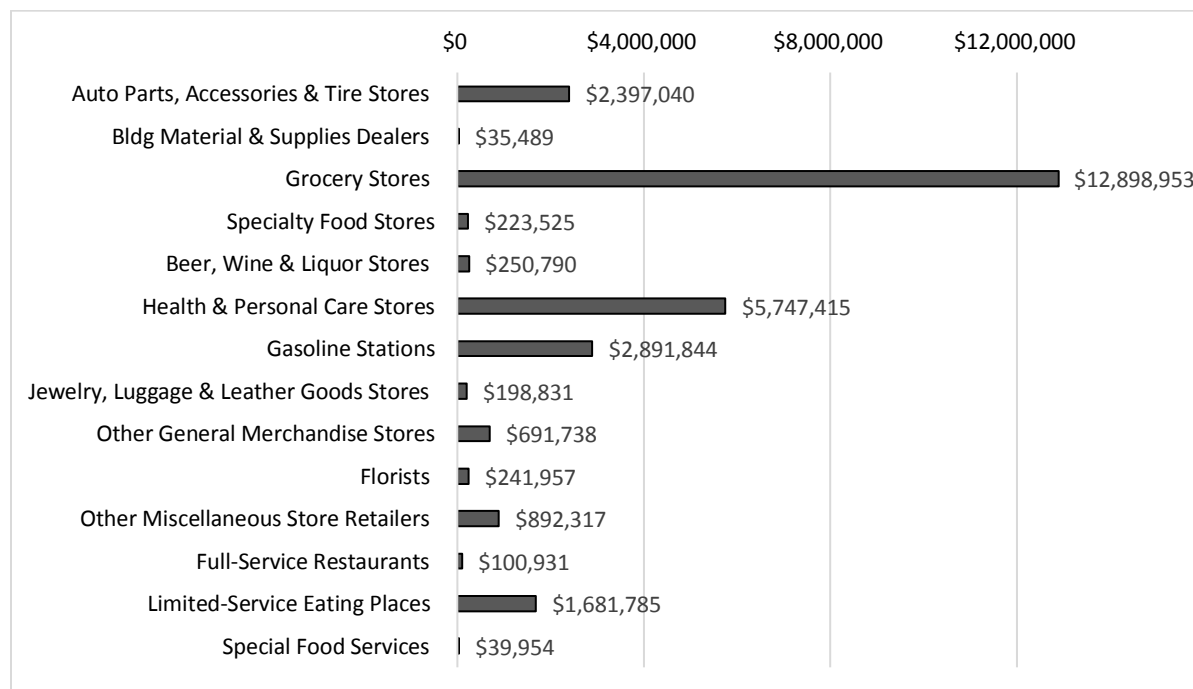 $0 $4,000,000 $8,000,000 $12,000,000
Auto Parts, Accessories & Tire Stores $2,397,040
Bldg Material & Supplies Dealers $35,489
Grocery Stores $12,898,953
Specialty Food Stores $223,525
Beer, Wine & Liquor Stores $250,790
Health & Personal Care Stores $5,747,415
Gasoline Stations $2,891,844
Jewelry, Luggage & Leather Goods Stores $198,831
Other General Merchandise Stores $691,738
Florists $241,957
Other Miscellaneous Store Retailers $892,317
Full-Service Restaurants $100,931
Limited-Service Eating Places $1,681,785
Special Food Services $39,954